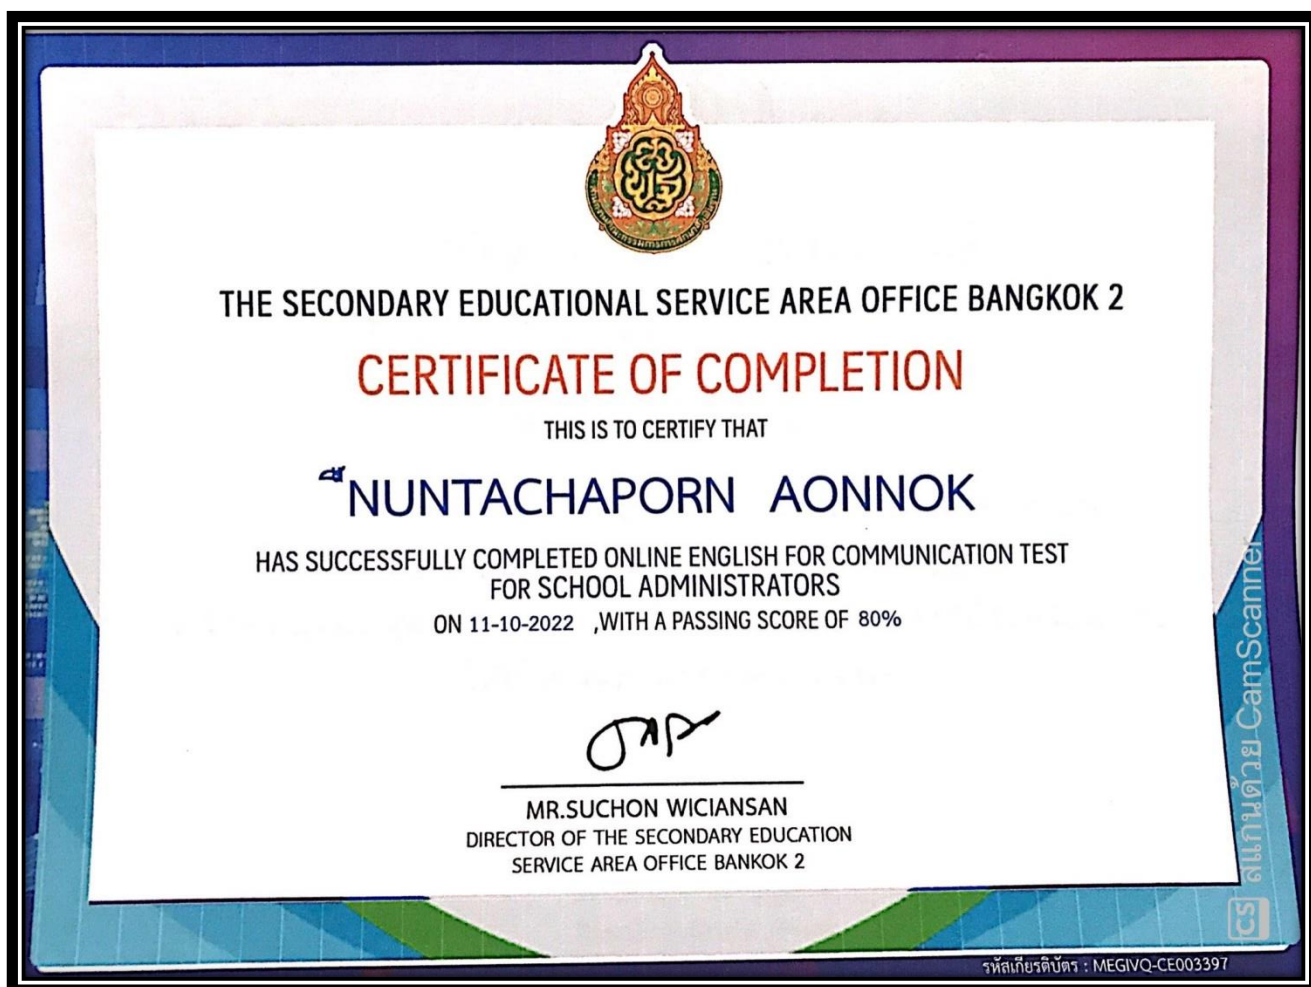 THE SECONDARY EDUCATIONAL SERVICE AREA OFFICE BANGKOK 2
CERTIFICATE OF COMPLETION
THIS IS TO CERTIFY THAT
NUNTACHAPORN AONNOK
HAS SUCCESSFULLY COMPLETED ONLINE ENGLISH FOR COMMUNICATION TEST
FOR SCHOOL ADMINISTRATORS
ON 11-10-2022 ,WITH A PASSING SCORE OF 80%
MR.SUCHON WICIANSAN
DIRECTOR OF THE SECONDARY EDUCATION
SERVICE AREA OFFICE BANKOK 2
รหัสเกียรติบัตร : MEGIVQ-CE003397
CS สแกนด้วย CamScanner